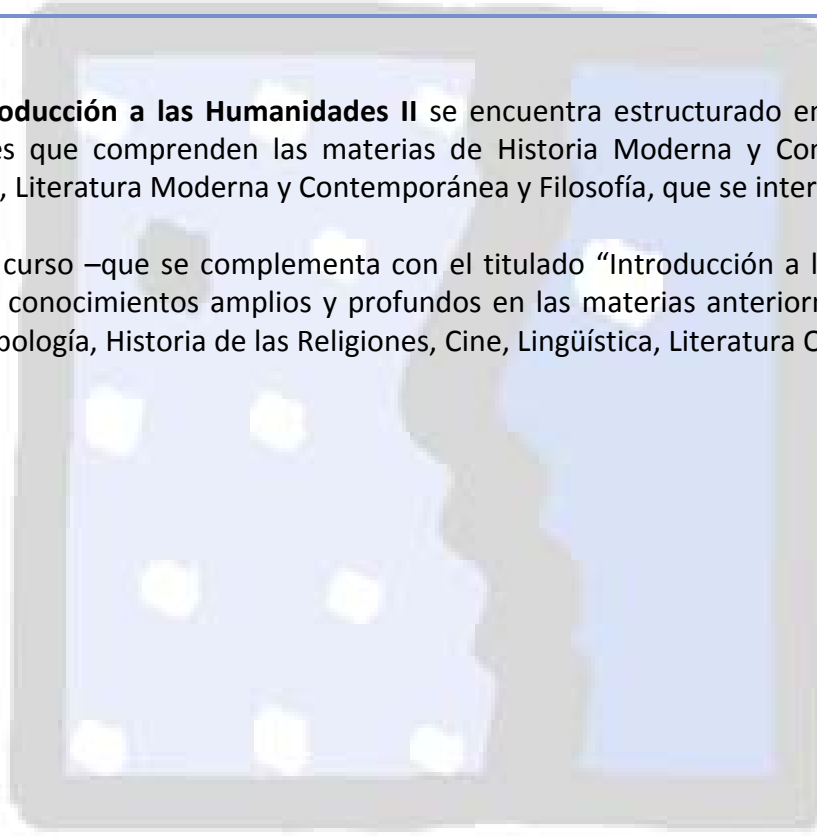 oducción a las Humanidades II se encuentra estructurado en
es que comprenden las materias de Historia Moderna y Con
, Literatura Moderna y Contemporánea y Filosofía, que se inter
curso –que se complementa con el titulado “Introducción a l
conocimientos amplios y profundos en las materias anterior
pología, Historia de las Religiones, Cine, Lingüística, Literatura C